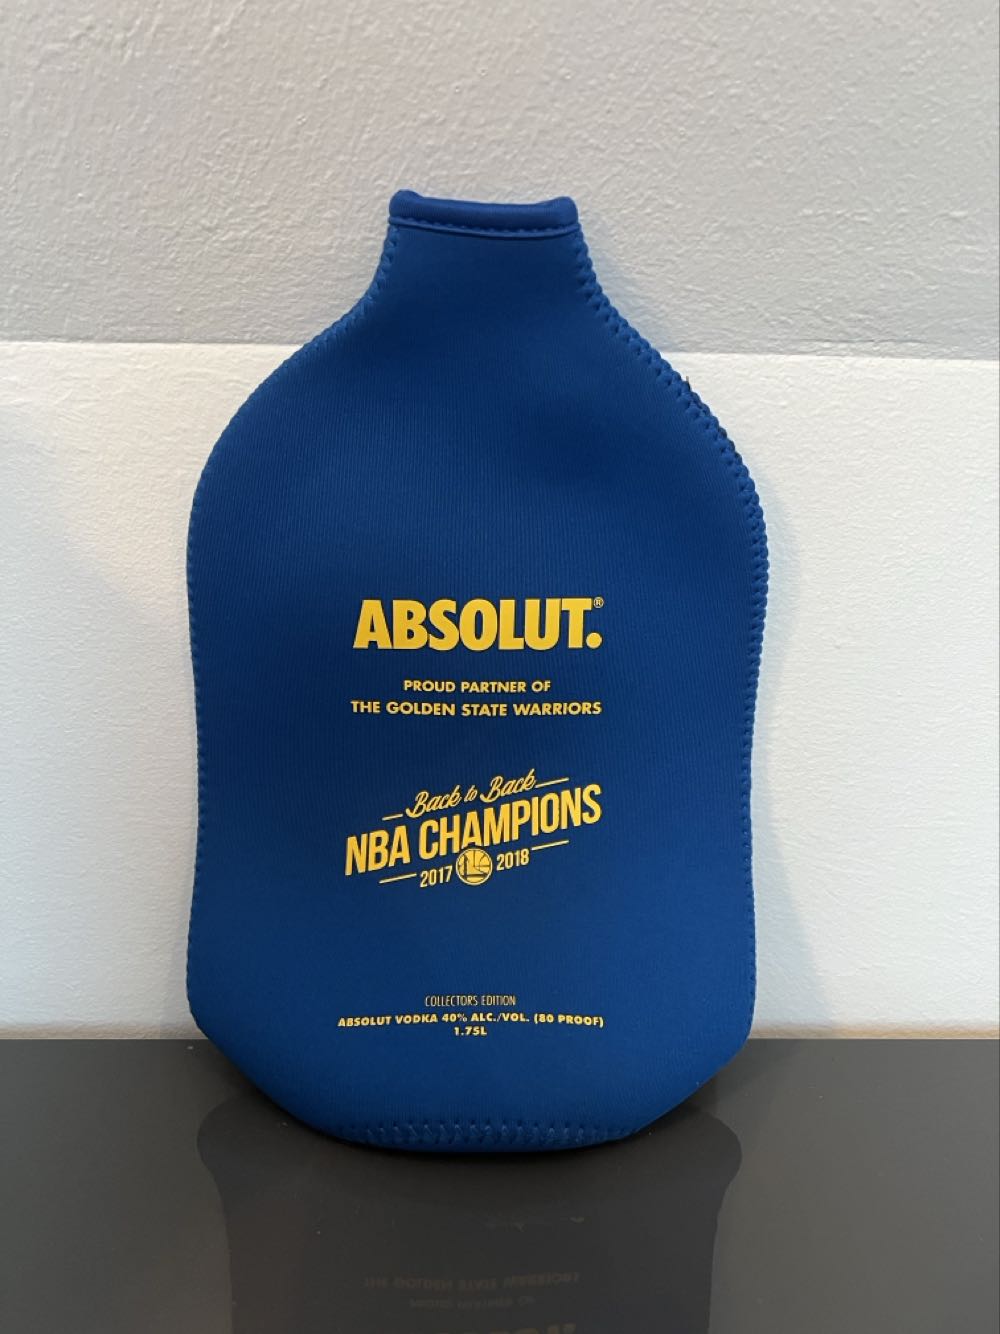 ABSOLUT.®
PROUD PARTNER OF
THE GOLDEN STATE WARRIORS
Back to Back
NBA CHAMPIONS
2017 2018
COLLECTORS EDITION
ABSOLUT VODKA 40% ALC./VOL. (80 PROOF)
1.75L